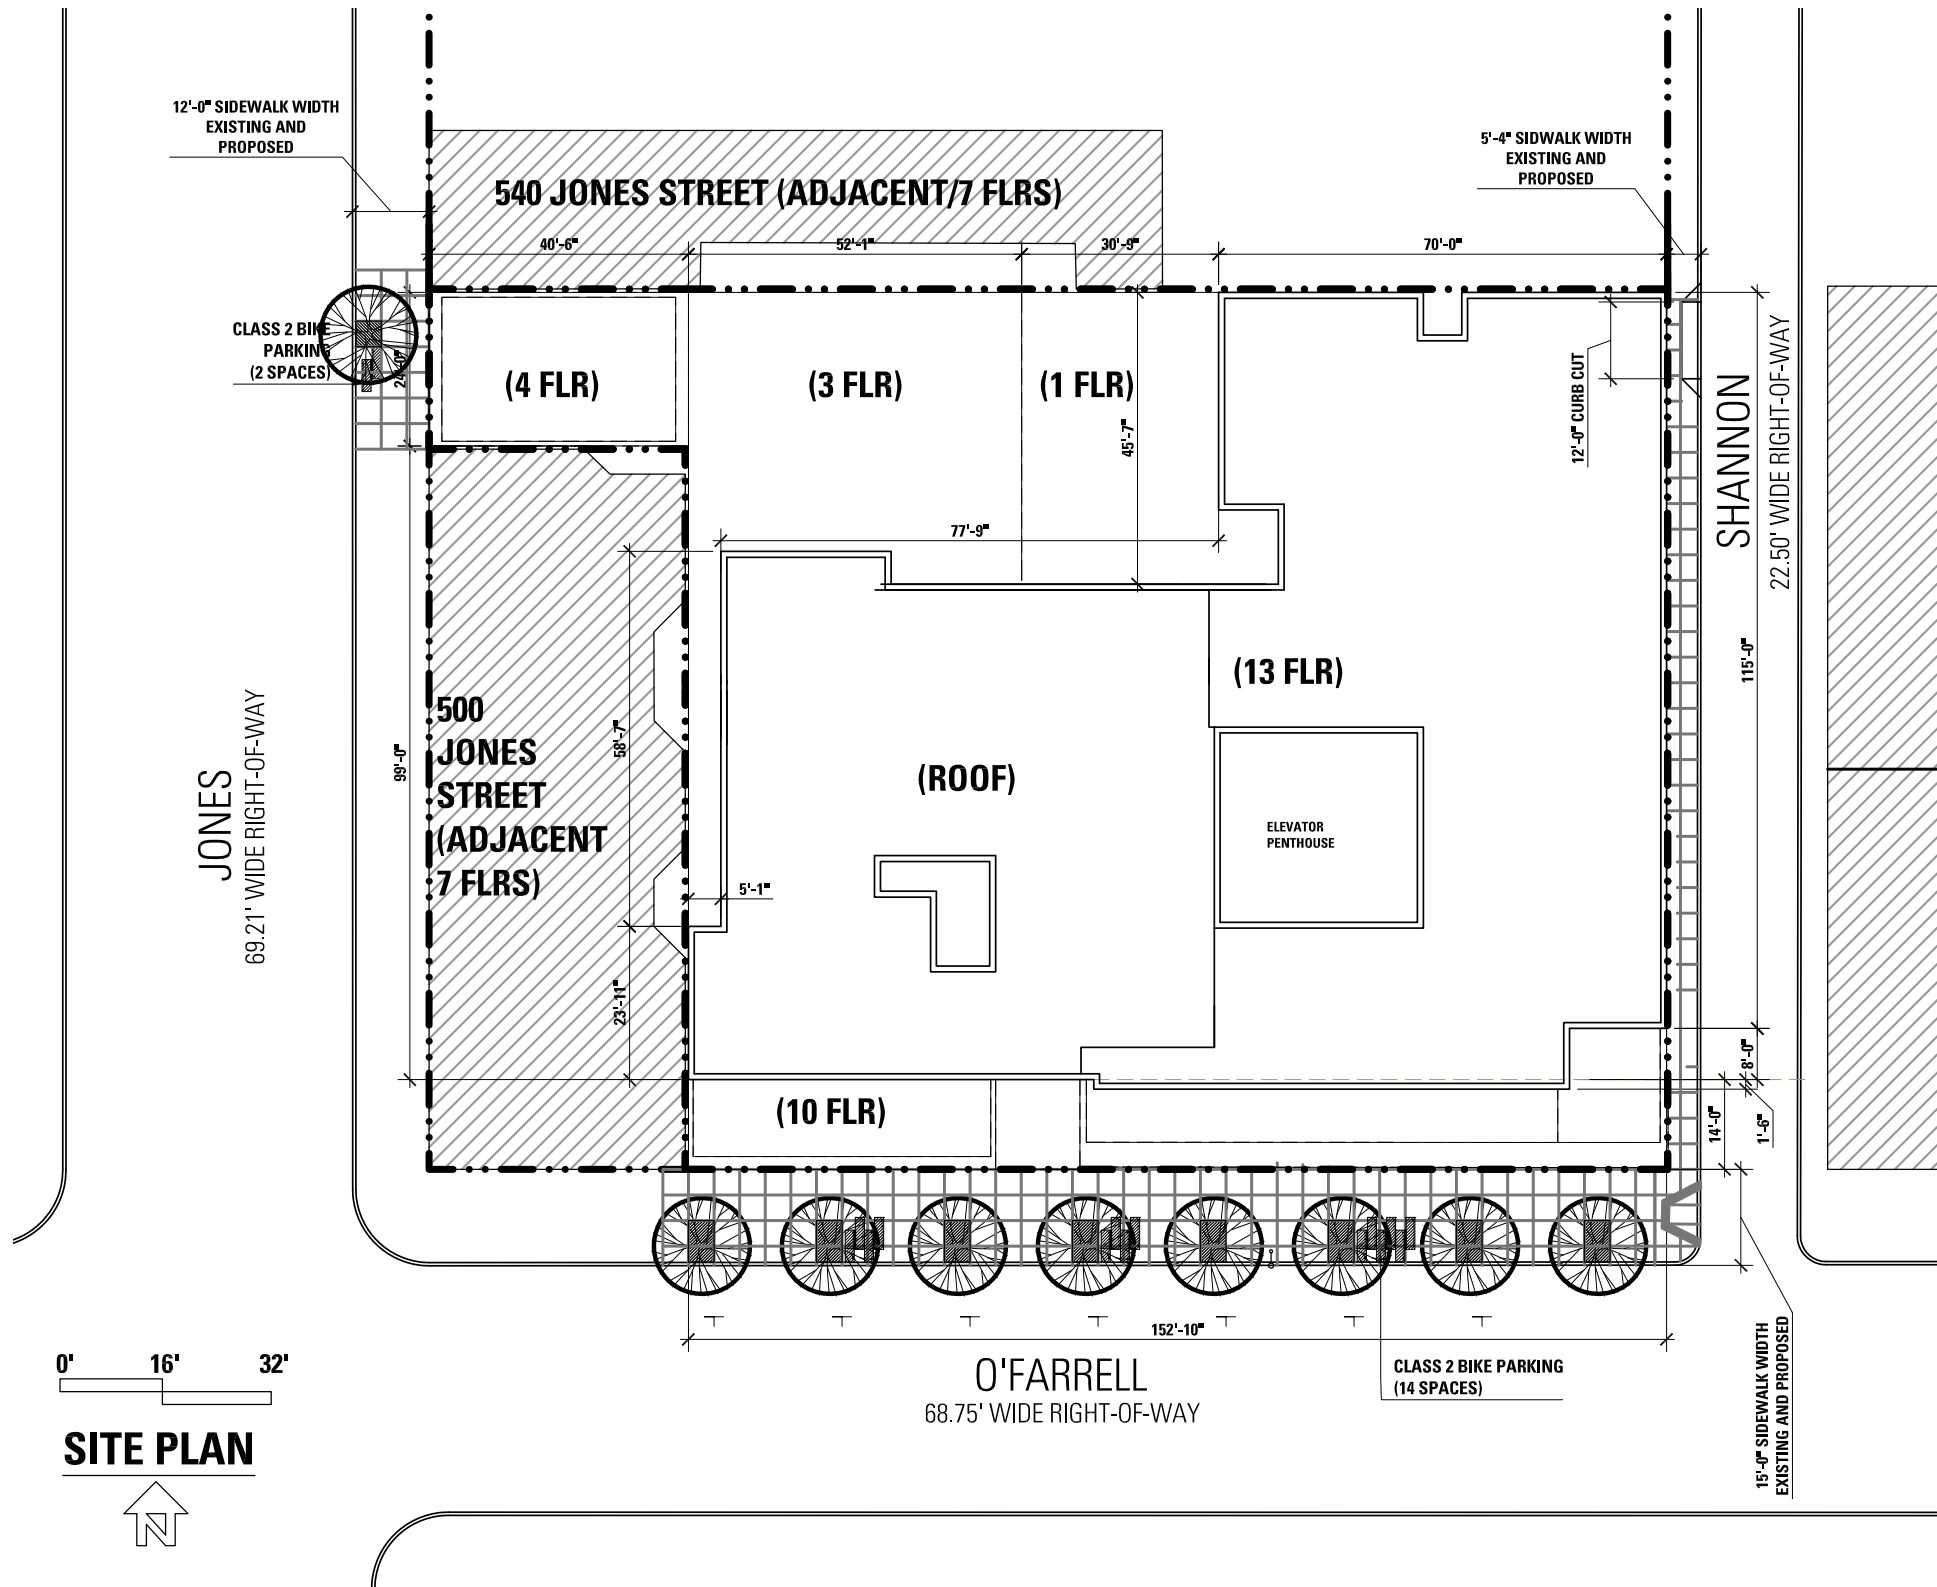 12'-0" SIDEWALK WIDTH
EXISTING AND
PROPOSED
5'-4" SIDWALK WIDTH
EXISTING AND
PROPOSED
540 JONES STREET (ADJACENT/7 FLRS)
40'-6"
52'-1"
30'-9"
70'-0"
CLASS 2 BIKE
PARKING
(2 SPACES)
24'-0"
(4 FLR)
(3 FLR)
(1 FLR)
45'-7"
12'-0" CURB CUT
SHANNON
22.50' WIDE RIGHT-OF-WAY
77'-9"
(13 FLR)
115'-0"
JONES
69.21' WIDE RIGHT-OF-WAY
99'-0"
500
JONES
STREET
(ADJACENT
7 FLRS)
58'-7"
(ROOF)
ELEVATOR
PENTHOUSE
5'-1"
23'-11"
8'-0"
14'-0"
1'-6"
(10 FLR)
152'-10"
O'FARRELL
68.75' WIDE RIGHT-OF-WAY
CLASS 2 BIKE PARKING
(14 SPACES)
15'-0" SIDEWALK WIDTH
EXISTING AND PROPOSED
0'
16'
32'
SITE PLAN
N